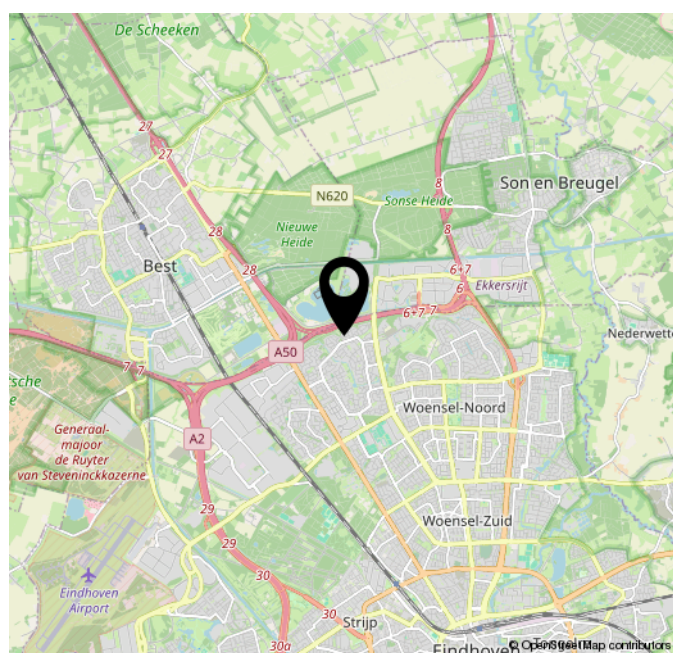 De Scheeken
27
27
8
Son en Breugel
N620
Sonse Heide
Nieuwe
Heide
28
8
Best
28
6+7
6
Ekkersrijt
6+7
7
Nederwette
A50
7
7
tsche
e
Woensel-Noord
Generaal-
majoor
de Ruyter
van Steveninckkazerne
A2
29
Woensel-Zuid
29
30
Eindhoven
Airport
30
Strijp
30a
Eindhoven
© OpenStreetMap contributors